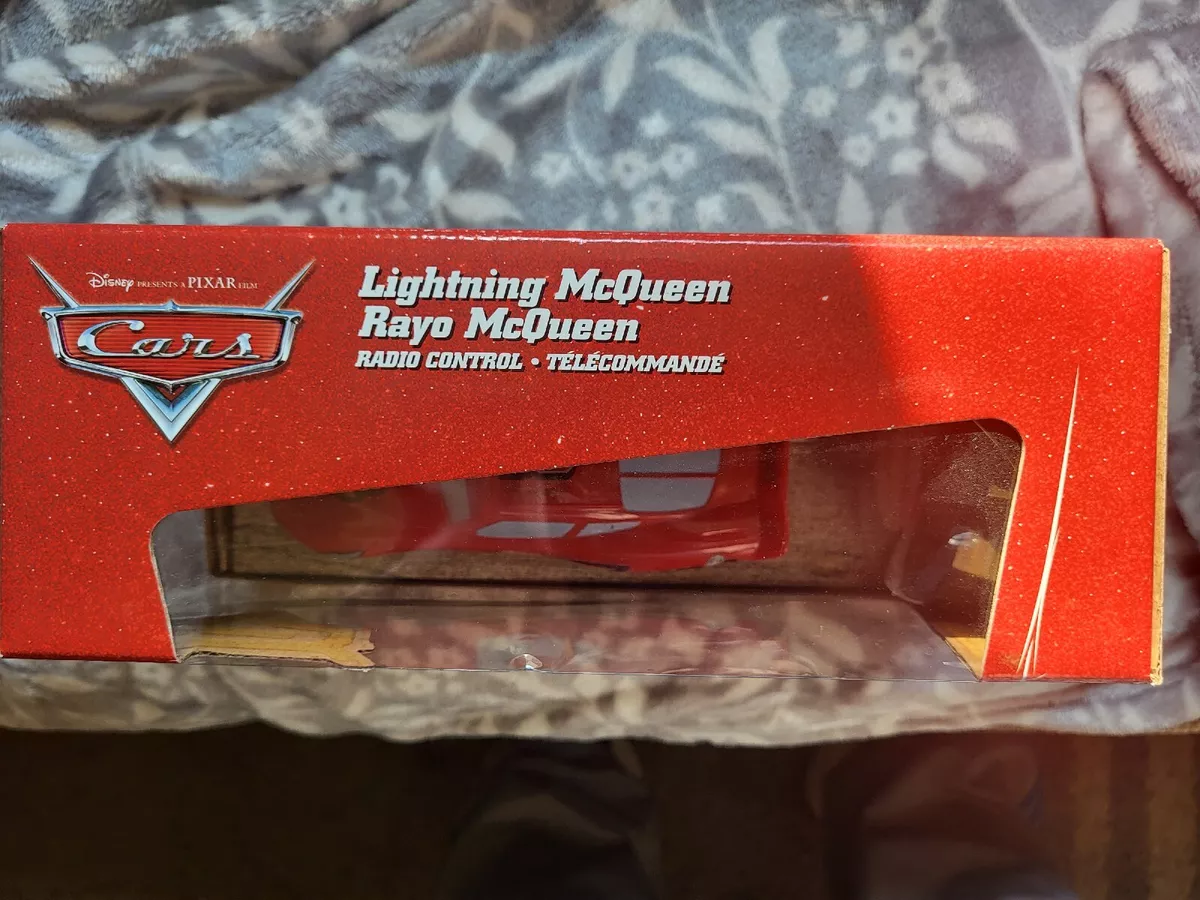 Disney PRESENTS A PIXAR FILM
Cars
Lightning McQueen
Rayo McQueen
RADIO CONTROL • TÉLÉCOMMANDÉ